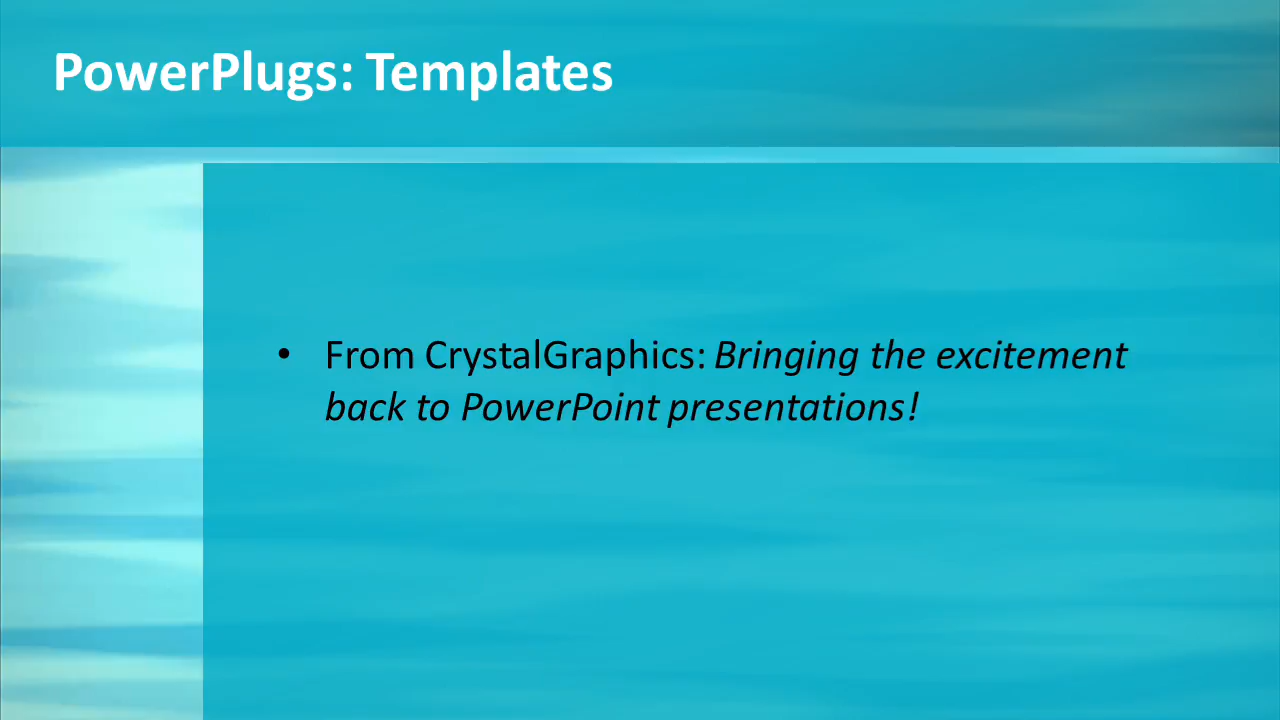 PowerPlugs: Templates
• From CrystalGraphics: Bringing the excitement
back to PowerPoint presentations!